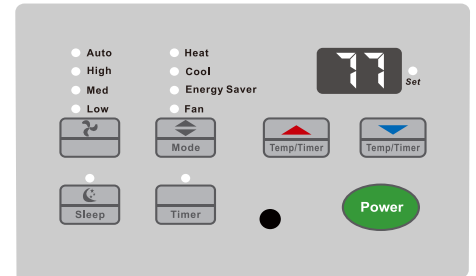 Auto
High
Med
Low
Heat
Cool
Energy Saver
Fan
77
Set
Mode
Temp/Timer
Temp/Timer
Sleep
Timer
Power